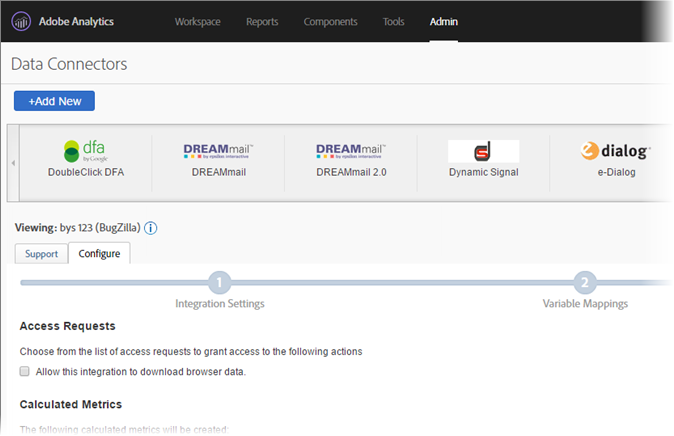 Adobe Analytics Workspace Reports Components Tools Admin
Data Connectors
+Add New
dfa by Google DREAMmail™ by epsilon interactive DREAMmail™ by epsilon interactive d e dialog
DoubleClick DFA DREAMmail DREAMmail 2.0 Dynamic Signal e-Dialog
Viewing: bys 123 (BugZilla) i
Support Configure
1 2
Integration Settings Variable Mappings
Access Requests
Choose from the list of access requests to grant access to the following actions
Allow this integration to download browser data.
Calculated Metrics
The following calculated metrics will be created: